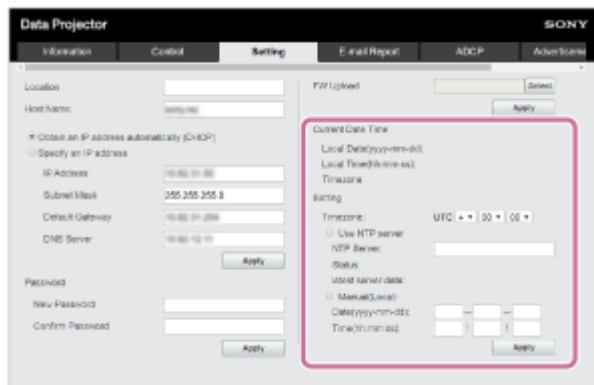 Data Projector
SONY
Information
Control
Setting
E-mail Report
ADCP
Advertiseme
Location
Host Name
Obtain an IP address automatically (DHCP)
Specify an IP address
IP Address
Subnet Mask
255.255.255.0
Default Gateway
DNS Server
Apply
Password
New Password
Confirm Password
Apply
FW Upload
Select
Apply
Current Date Time
Local Date(yyyy-mm-dd):
Local Time(hh:mm:ss):
Timezone
Setting
Timezone: UTC + 00 00
Use NTP server
NTP Server:
Status:
latest server date:
Manual(Local)
Date(yyyy-mm-dd): – –
Time(hh:mm:ss): : :
Apply